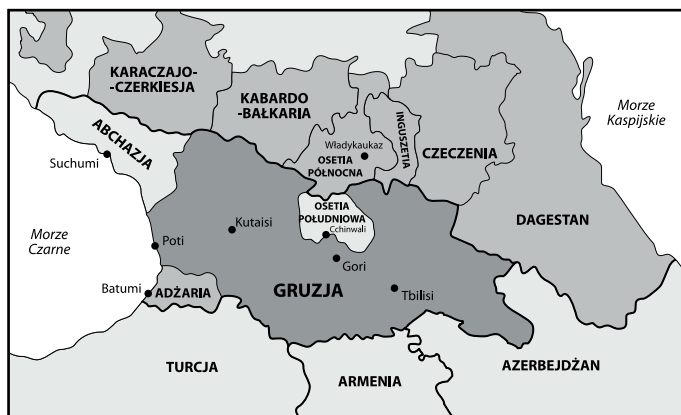 KARACZAJO-
-CZERKIESJA
KABARDO
-BAŁKARIA
ABCHAZJA
Suchumi
Władykaukaz
OSETIA
PÓŁNOCNA
INGUSZETIA
CZECZENIA
Morze
Kaspijskie
DAGESTAN
OSETIA
POŁUDNIOWA
Cchinwali
Kutaisi
Morze
Czarne
Poti
Gori
Batumi
ADŻARIA
GRUZJA
Tbilisi
TURCJA
ARMENIA
AZERBEJDŻAN